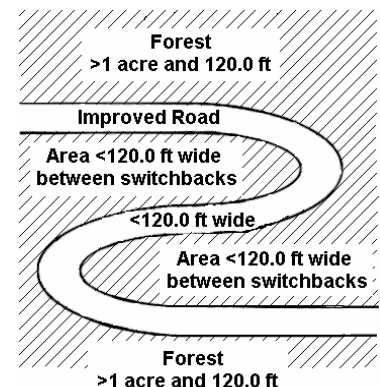 Forest
>1 acre and 120.0 ft
Improved Road
Area <120.0 ft wide
between switchbacks
<120.0 ft wide
Area <120.0 ft wide
between switchbacks
Forest
>1 acre and 120.0 ft